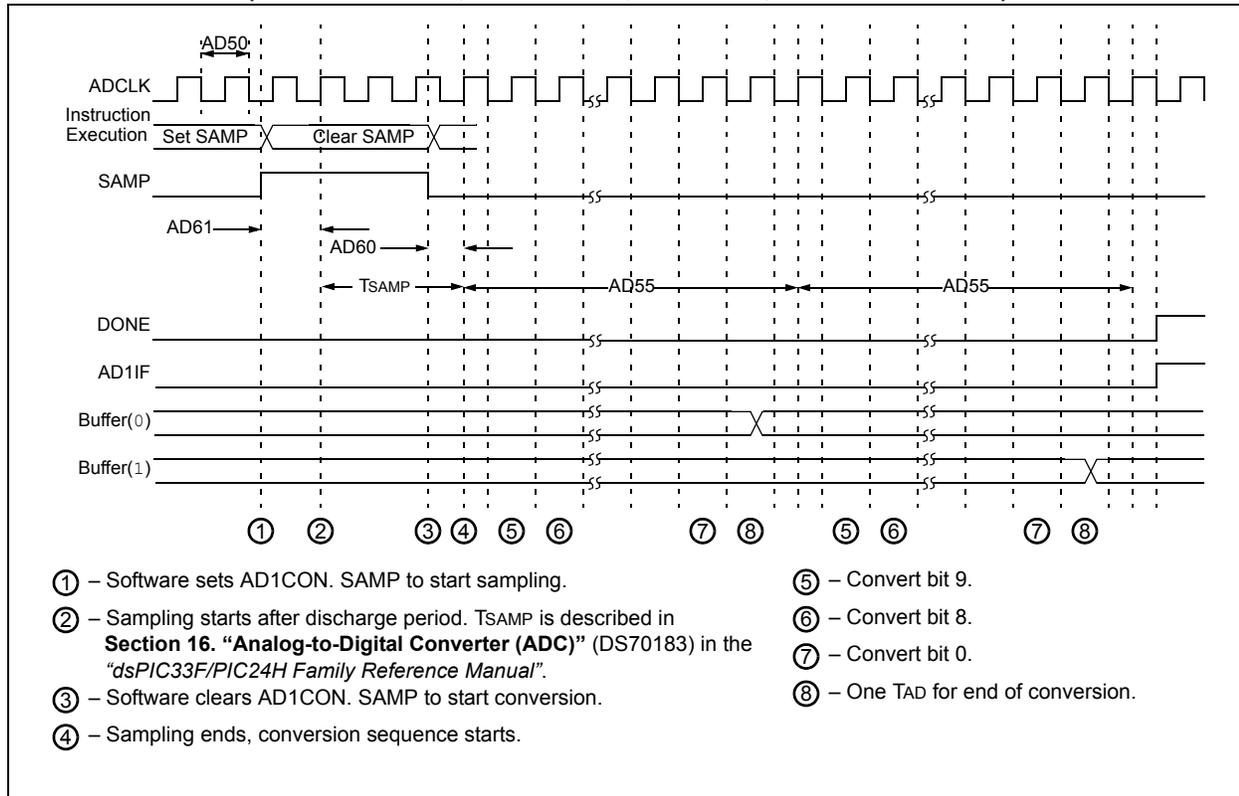 AD50
ADCLK
Instruction
Execution
Set SAMP
Clear SAMP
SAMP
AD61
AD60
TSAMP
AD55
AD55
DONE
AD1IF
Buffer(0)
Buffer(1)
1 2 3 4 5 6 7 8 5 6 7 8
1 – Software sets AD1CON. SAMP to start sampling.
2 – Sampling starts after discharge period. TSAMP is described in
Section 16. “Analog-to-Digital Converter (ADC)” (DS70183) in the
“dsPIC33F/PIC24H Family Reference Manual”.
3 – Software clears AD1CON. SAMP to start conversion.
4 – Sampling ends, conversion sequence starts.
5 – Convert bit 9.
6 – Convert bit 8.
7 – Convert bit 0.
8 – One TAD for end of conversion.